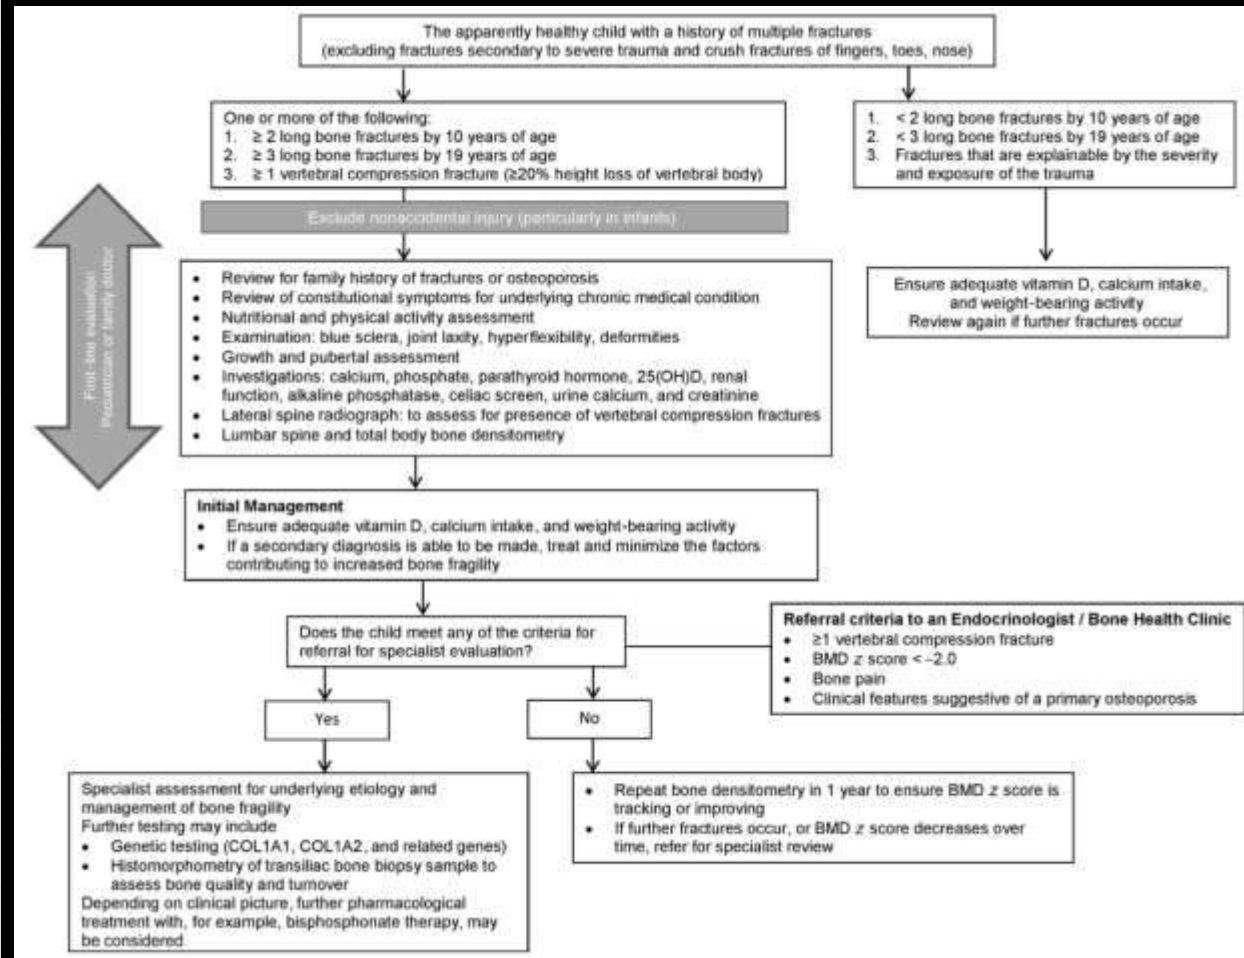 The apparently healthy child with a history of multiple fractures
(excluding fractures secondary to severe trauma and crush fractures of fingers, toes, nose)
One or more of the following:
1. ≥ 2 long bone fractures by 10 years of age
2. ≥ 3 long bone fractures by 19 years of age
3. ≥ 1 vertebral compression fracture (≥20% height loss of vertebral body)
1. < 2 long bone fractures by 10 years of age
2. < 3 long bone fractures by 19 years of age
3. Fractures that are explainable by the severity
and exposure of the trauma
Exclude nonaccidental injury (particularly in infants)
First-line evaluation
Pediatrician or family doctor
• Review for family history of fractures or osteoporosis
• Review of constitutional symptoms for underlying chronic medical condition
• Nutritional and physical activity assessment
• Examination: blue sclera, joint laxity, hyperflexibility, deformities
• Growth and pubertal assessment
• Investigations: calcium, phosphate, parathyroid hormone, 25(OH)D, renal
function, alkaline phosphatase, celiac screen, urine calcium, and creatinine
• Lateral spine radiograph: to assess for presence of vertebral compression fractures
• Lumbar spine and total body bone densitometry
Ensure adequate vitamin D, calcium intake,
and weight-bearing activity
Review again if further fractures occur
Initial Management
• Ensure adequate vitamin D, calcium intake, and weight-bearing activity
• If a secondary diagnosis is able to be made, treat and minimize the factors
contributing to increased bone fragility
Does the child meet any of the criteria for
referral for specialist evaluation?
Referral criteria to an Endocrinologist / Bone Health Clinic
• ≥1 vertebral compression fracture
• BMD z score < –2.0
• Bone pain
• Clinical features suggestive of a primary osteoporosis
Yes
No
Specialist assessment for underlying etiology and
management of bone fragility
Further testing may include
• Genetic testing (COL1A1, COL1A2, and related genes)
• Histomorphometry of transiliac bone biopsy sample to
assess bone quality and turnover
Depending on clinical picture, further pharmacological
treatment with, for example, bisphosphonate therapy, may
be considered
• Repeat bone densitometry in 1 year to ensure BMD z score is
tracking or improving
• If further fractures occur, or BMD z score decreases over
time, refer for specialist review